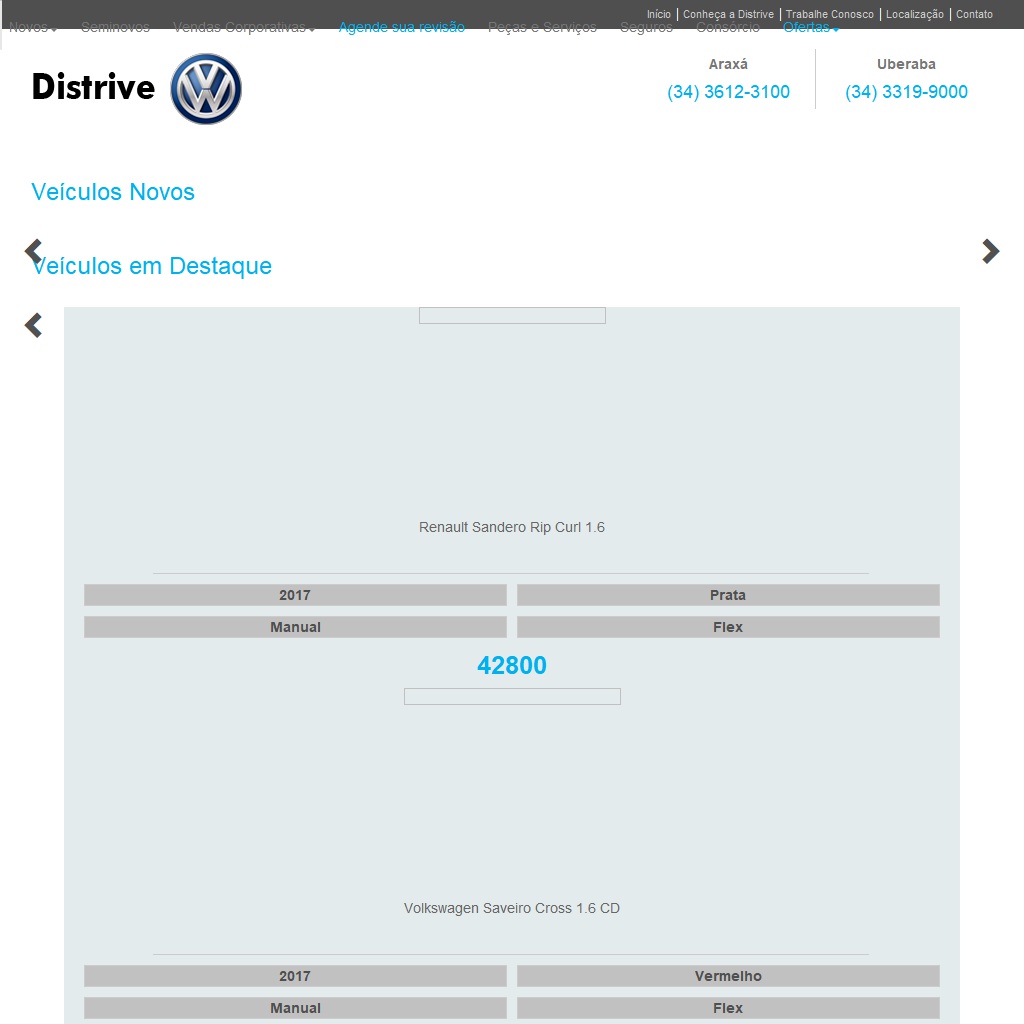 Início | Conheça a Distrive | Trabalhe Conosco | Localização | Contato
Novos Seminovos Vendas Corporativas Agende sua revisão Peças e Serviços Seguros Consórcio Ofertas
Distrive
Araxá
(34) 3612-3100
Uberaba
(34) 3319-9000
Veículos Novos
Veículos em Destaque
Renault Sandero Rip Curl 1.6
2017 Prata
Manual Flex
42800
Volkswagen Saveiro Cross 1.6 CD
2017 Vermelho
Manual Flex